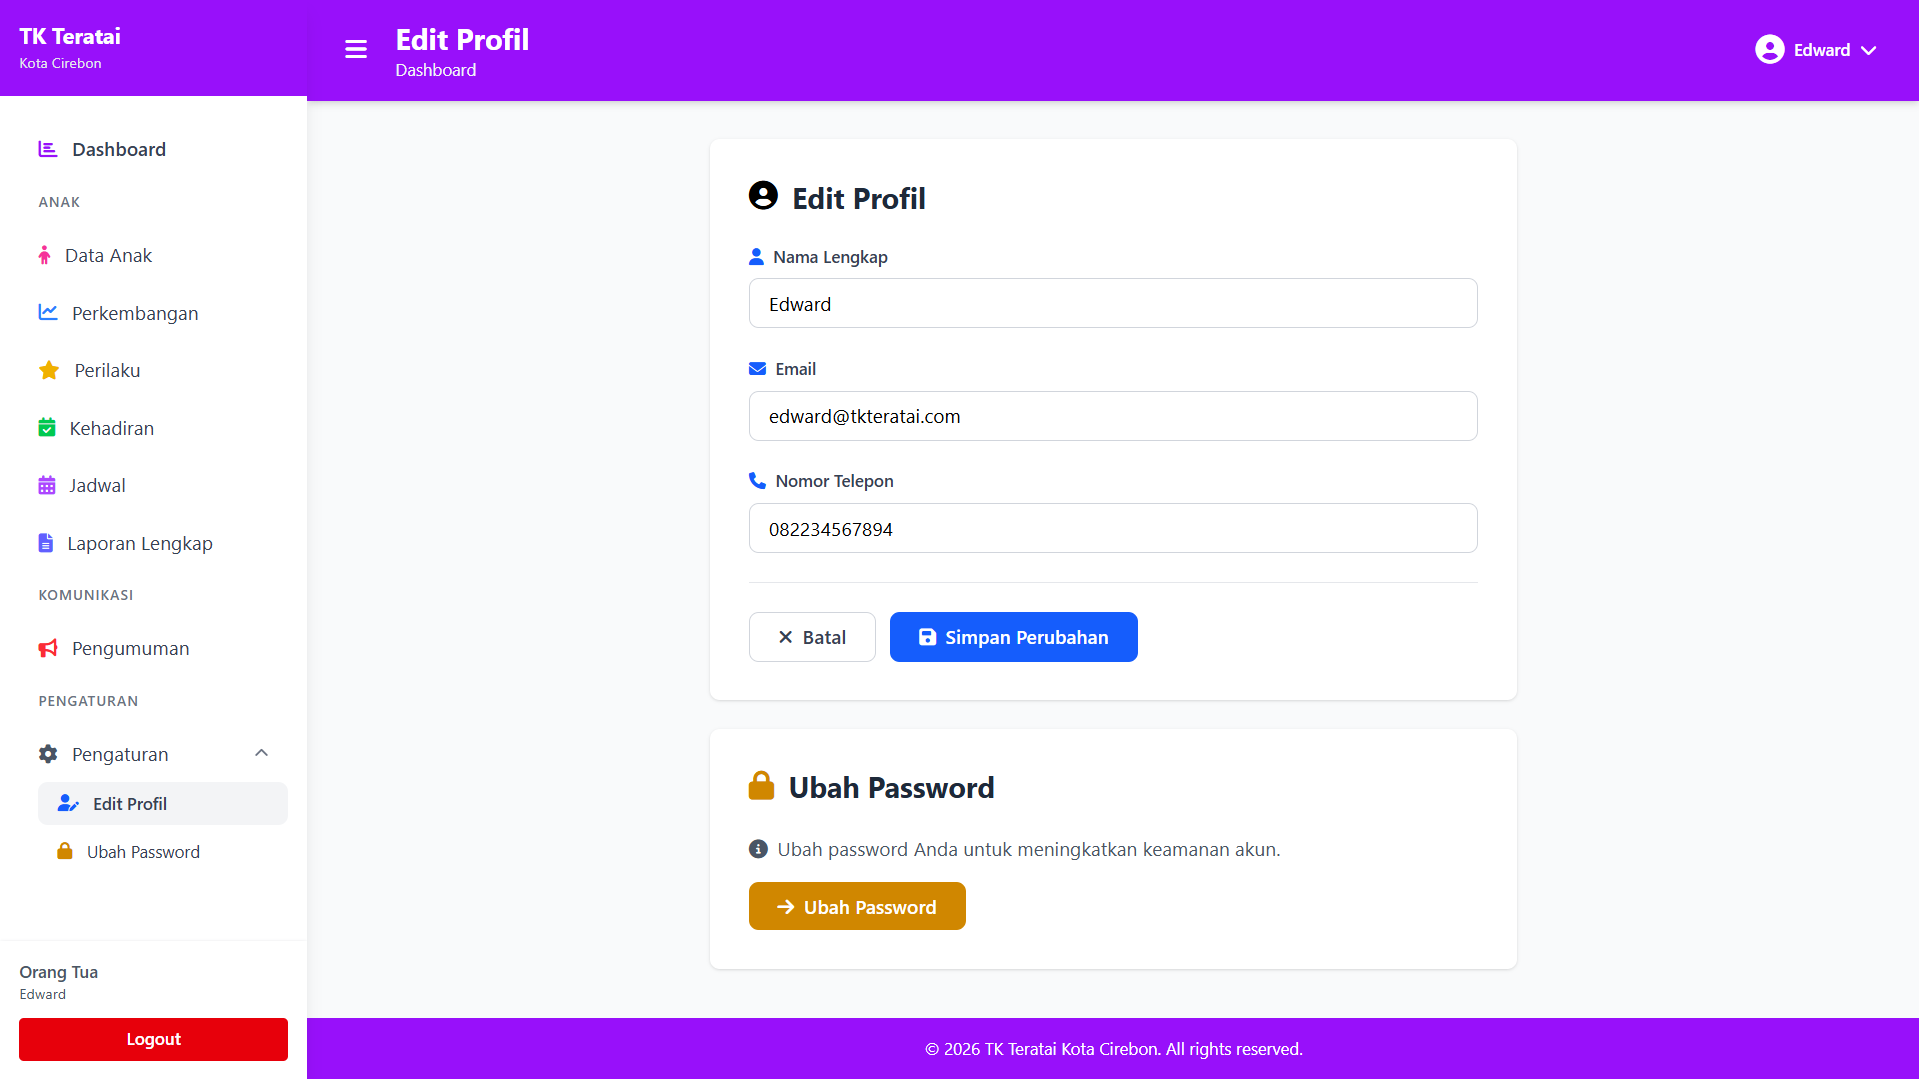 TK Teratai
Kota Cirebon
Dashboard
ANAK
Data Anak
Perkembangan
Perilaku
Kehadiran
Jadwal
Laporan Lengkap
KOMUNIKASI
Pengumuman
PENGATURAN
Pengaturan
Edit Profil
Ubah Password
Orang Tua
Edward
Logout
Edit Profil
Dashboard
Edward
Edit Profil
Nama Lengkap
Edward
Email
edward@tkteratai.com
Nomor Telepon
082234567894
Batal
Simpan Perubahan
Ubah Password
Ubah password Anda untuk meningkatkan keamanan akun.
Ubah Password
© 2026 TK Teratai Kota Cirebon. All rights reserved.